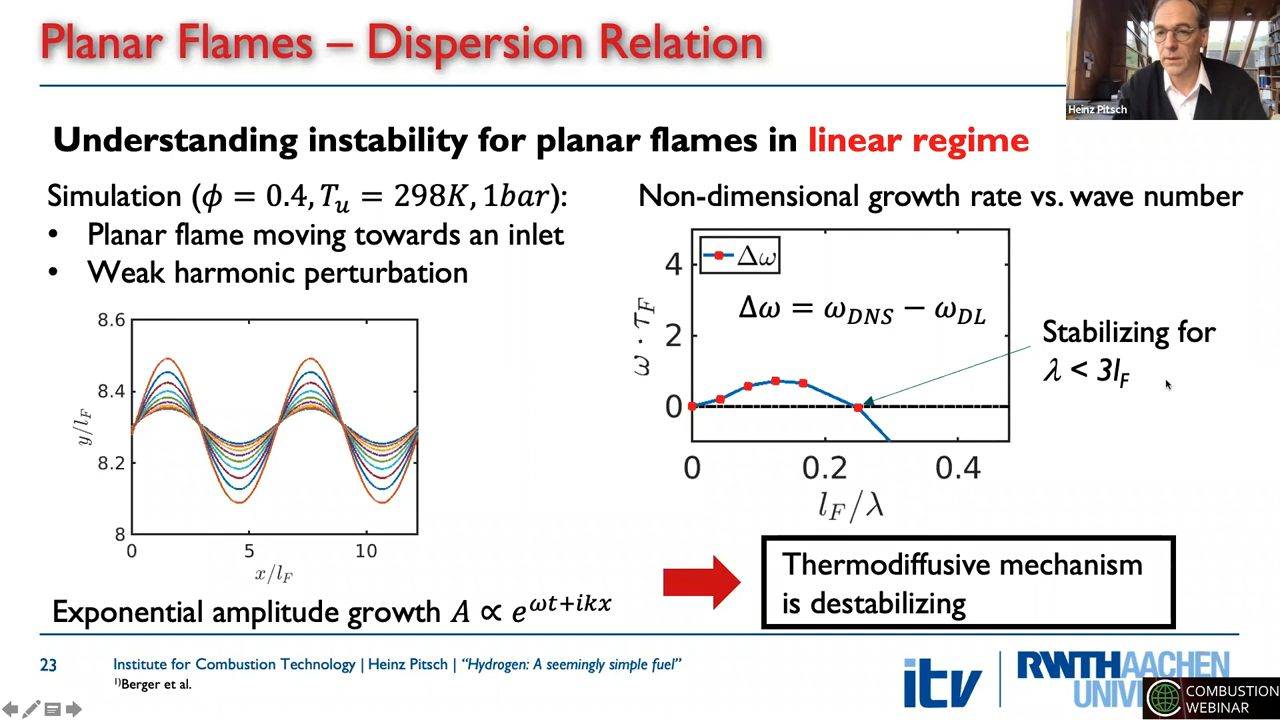 Planar Flames – Dispersion Relation
Heinz Pitsch
Understanding instability for planar flames in linear regime
Simulation (ϕ = 0.4, T_u = 298K, 1bar):
• Planar flame moving towards an inlet
• Weak harmonic perturbation
8.6
8.4
8.2
8
y/l_F
0
5
10
x/l_F
Exponential amplitude growth A ∝ e^{ωt+ikx}
Non-dimensional growth rate vs. wave number
Δω
Δω = ω_DNS − ω_DL
4
2
0
ω · τ_F
0
0.2
0.4
l_F/λ
Stabilizing for
λ < 3l_F
Thermodiffusive mechanism
is destabilizing
23
Institute for Combustion Technology | Heinz Pitsch | “Hydrogen: A seemingly simple fuel”
1)Berger et al.
itv
RWTHAACHEN
UNIVE
COMBUSTION
WEBINAR